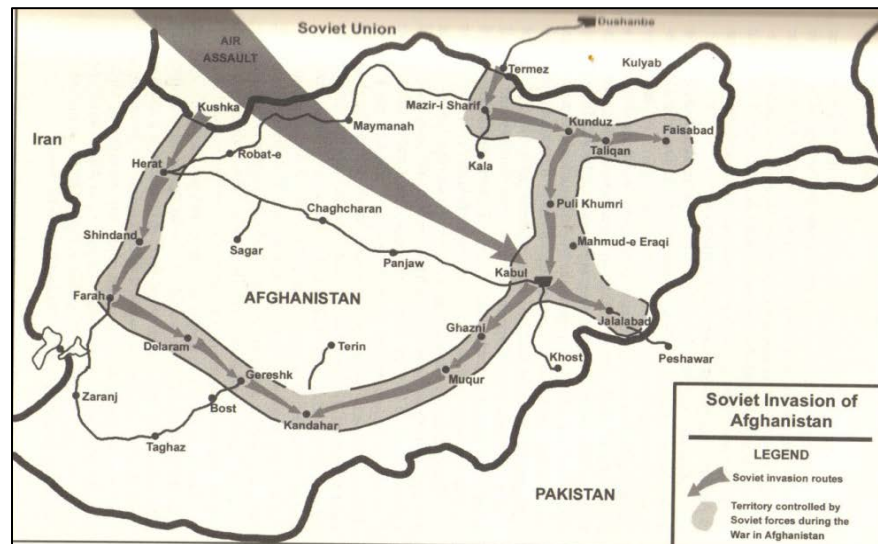 Dushanbe
Soviet Union
AIR
ASSAULT
Termez
Kulyab
Kushka
Mazir-i Sharif
Kunduz
Faisabad
Maymanah
Iran
Robat-e
Taliqan
Herat
Kala
Chaghcharan
Puli Khumri
Shindand
Sagar
Mahmud-e Eraqi
Panjaw
Kabul
Farah
AFGHANISTAN
Ghazni
Jalalabad
Delaram
Terin
Khost
Peshawar
Gereshk
Muqur
Zaranj
Bost
Kandahar
Taghaz
PAKISTAN
Soviet Invasion of
Afghanistan
LEGEND
Soviet invasion routes
Territory controlled by
Soviet forces during the
War in Afghanistan